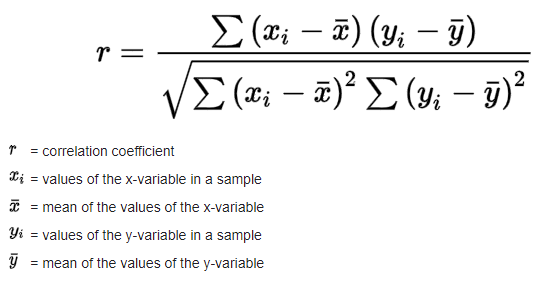 r = ∑(xᵢ − x̄)(yᵢ − ȳ) / √(∑(xᵢ − x̄)² ∑(yᵢ − ȳ)²)
r = correlation coefficient
xᵢ = values of the x-variable in a sample
x̄ = mean of the values of the x-variable
yᵢ = values of the y-variable in a sample
ȳ = mean of the values of the y-variable